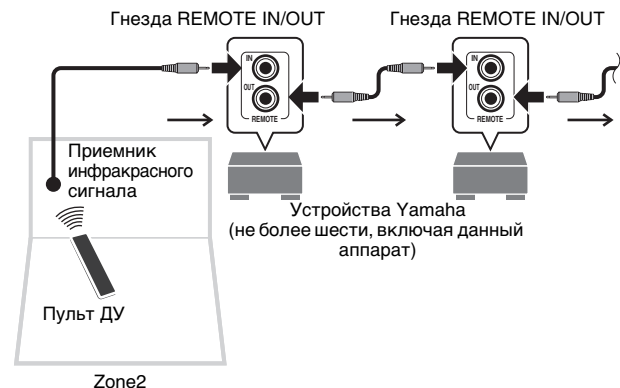 Гнезда REMOTE IN/OUT
Гнезда REMOTE IN/OUT
IN
OUT
REMOTE
IN
OUT
REMOTE
Приемник
инфракрасного
сигнала
Устройства Yamaha
(не более шести, включая данный
аппарат)
Пульт ДУ
Zone2